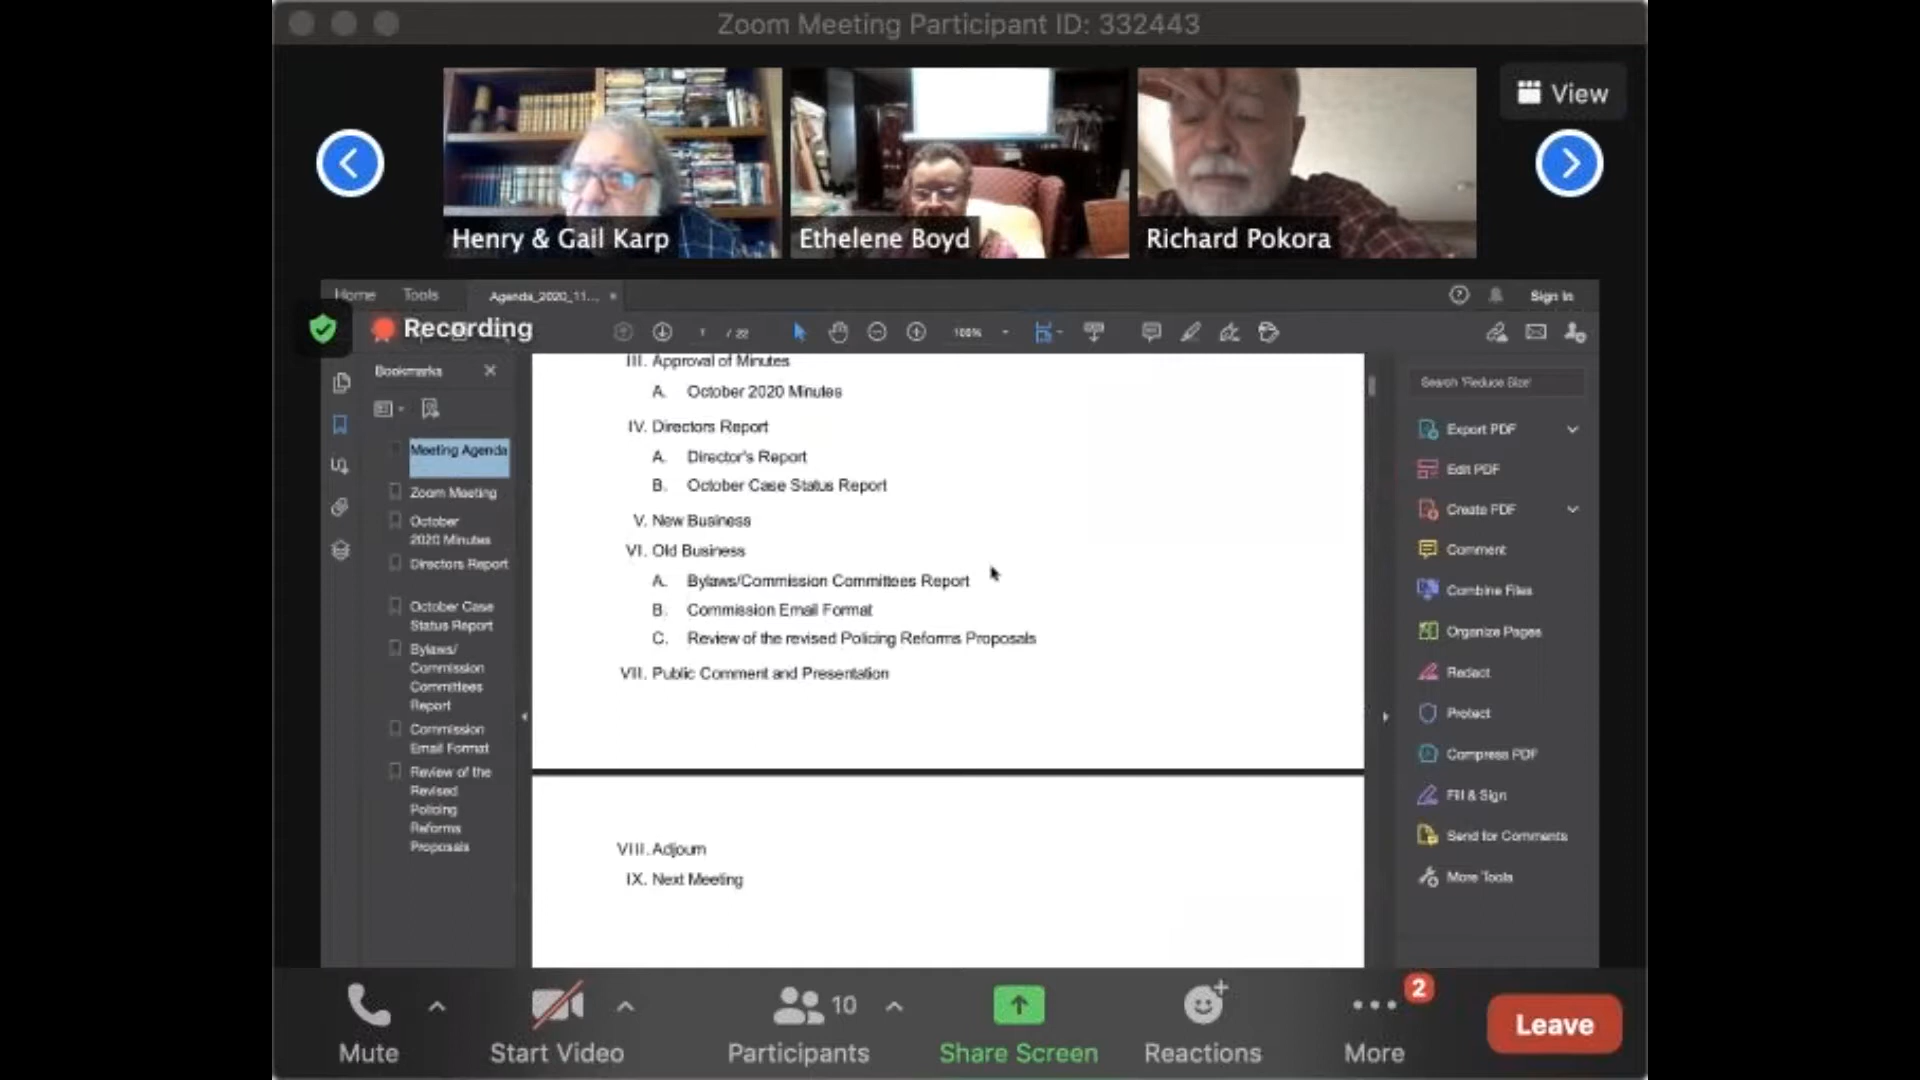 Zoom Meeting Participant ID: 332443
View
Henry & Gail Karp
Ethelene Boyd
Richard Pokora
Home
Tools
Agenda_2020_11...
Sign In
Recording
1 / 22
100%
Bookmarks
Meeting Agenda
Zoom Meeting
October
2020 Minutes
Directors Report
October Case
Status Report
Bylaws/
Commission
Committees
Report
Commission
Email Format
Review of the
Revised
Policing
Reforms
Proposals
III. Approval of Minutes
A. October 2020 Minutes
IV. Directors Report
A. Director's Report
B. October Case Status Report
V. New Business
VI. Old Business
A. Bylaws/Commission Committees Report
B. Commission Email Format
C. Review of the revised Policing Reforms Proposals
VII. Public Comment and Presentation
VIII. Adjourn
IX. Next Meeting
Search 'Reduce Size'
Export PDF
Edit PDF
Create PDF
Comment
Combine Files
Organize Pages
Redact
Protect
Compress PDF
Fill & Sign
Send for Comments
More Tools
Mute
Start Video
10
Participants
Share Screen
Reactions
2
More
Leave